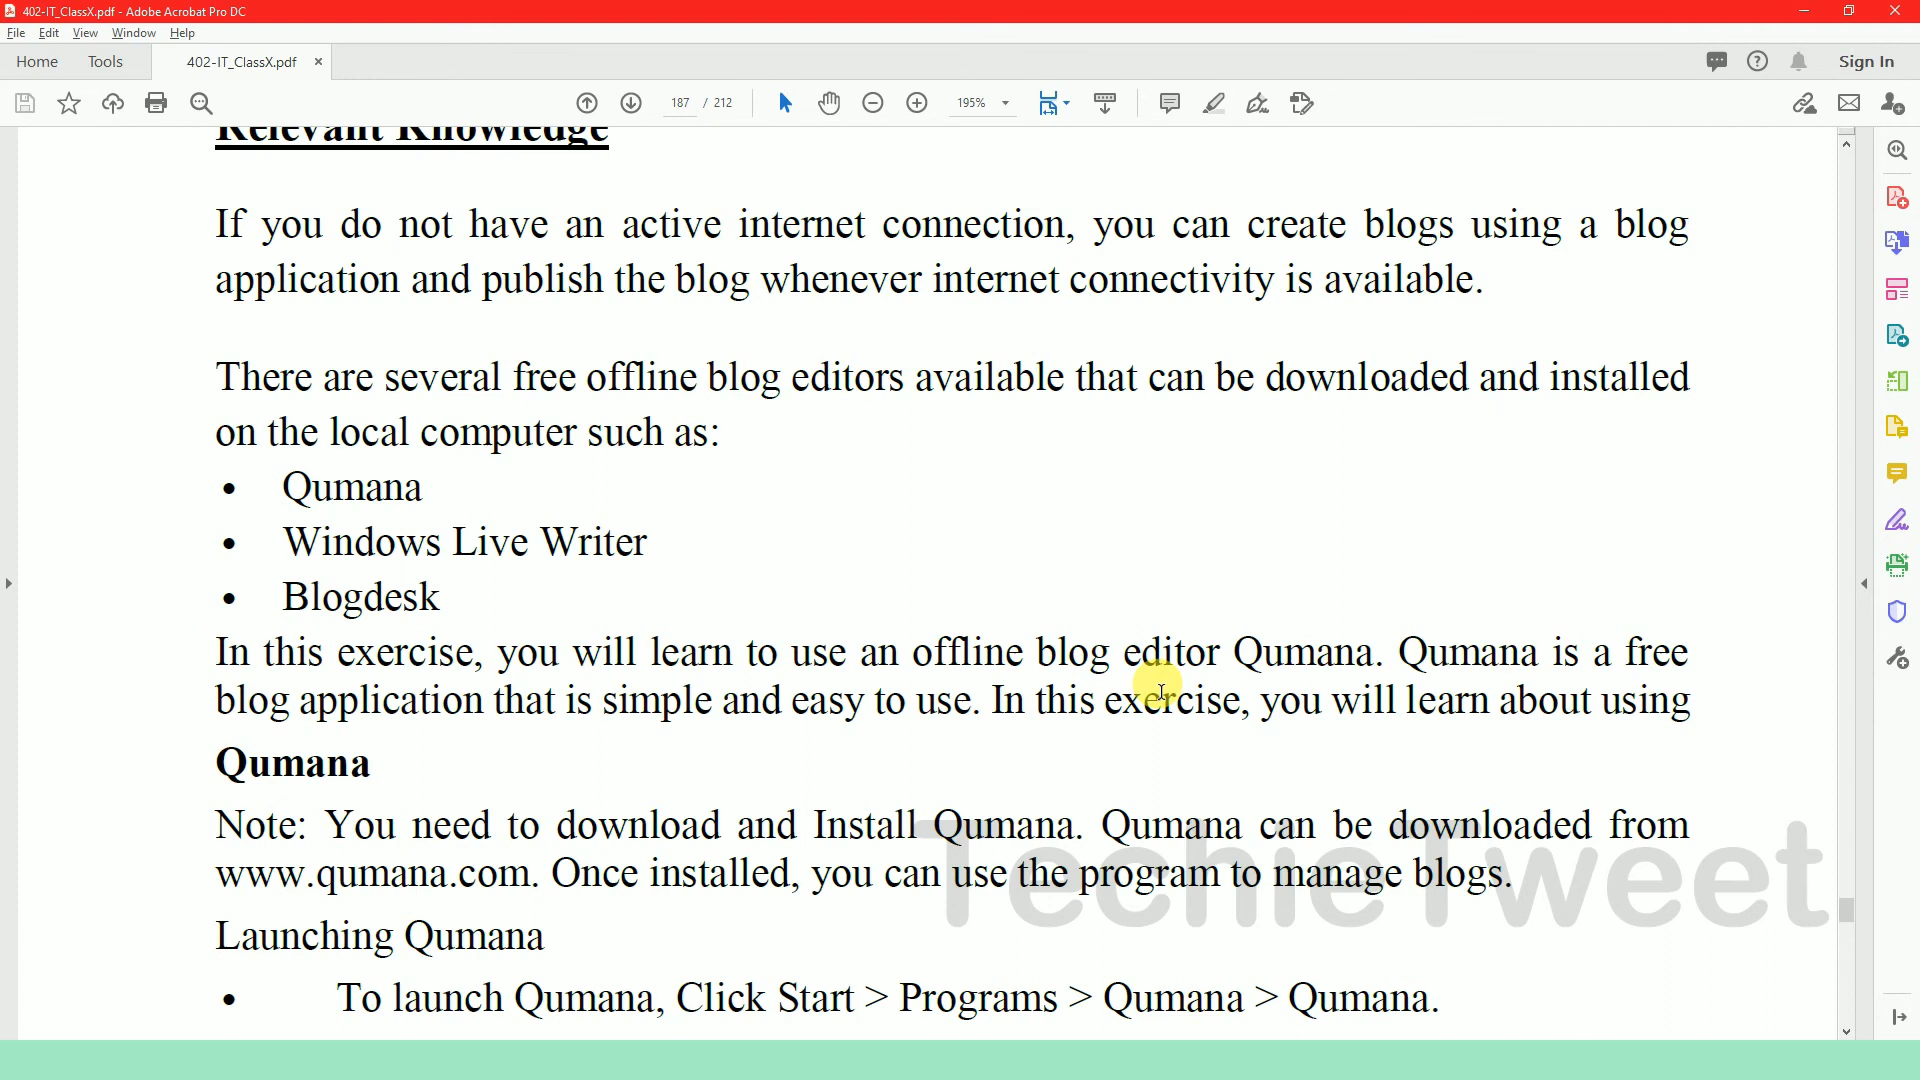 402-IT_ClassX.pdf - Adobe Acrobat Pro DC
File Edit View Window Help
Home Tools 402-IT_ClassX.pdf Sign In
187 / 212 195%
Relevant Knowledge
If you do not have an active internet connection, you can create blogs using a blog
application and publish the blog whenever internet connectivity is available.
There are several free offline blog editors available that can be downloaded and installed
on the local computer such as:
• Qumana
• Windows Live Writer
• Blogdesk
In this exercise, you will learn to use an offline blog editor Qumana. Qumana is a free
blog application that is simple and easy to use. In this exercise, you will learn about using
Qumana
Note: You need to download and Install Qumana. Qumana can be downloaded from
www.qumana.com. Once installed, you can use the program to manage blogs.
TechieTweet.
Launching Qumana
• To launch Qumana, Click Start > Programs > Qumana > Qumana.